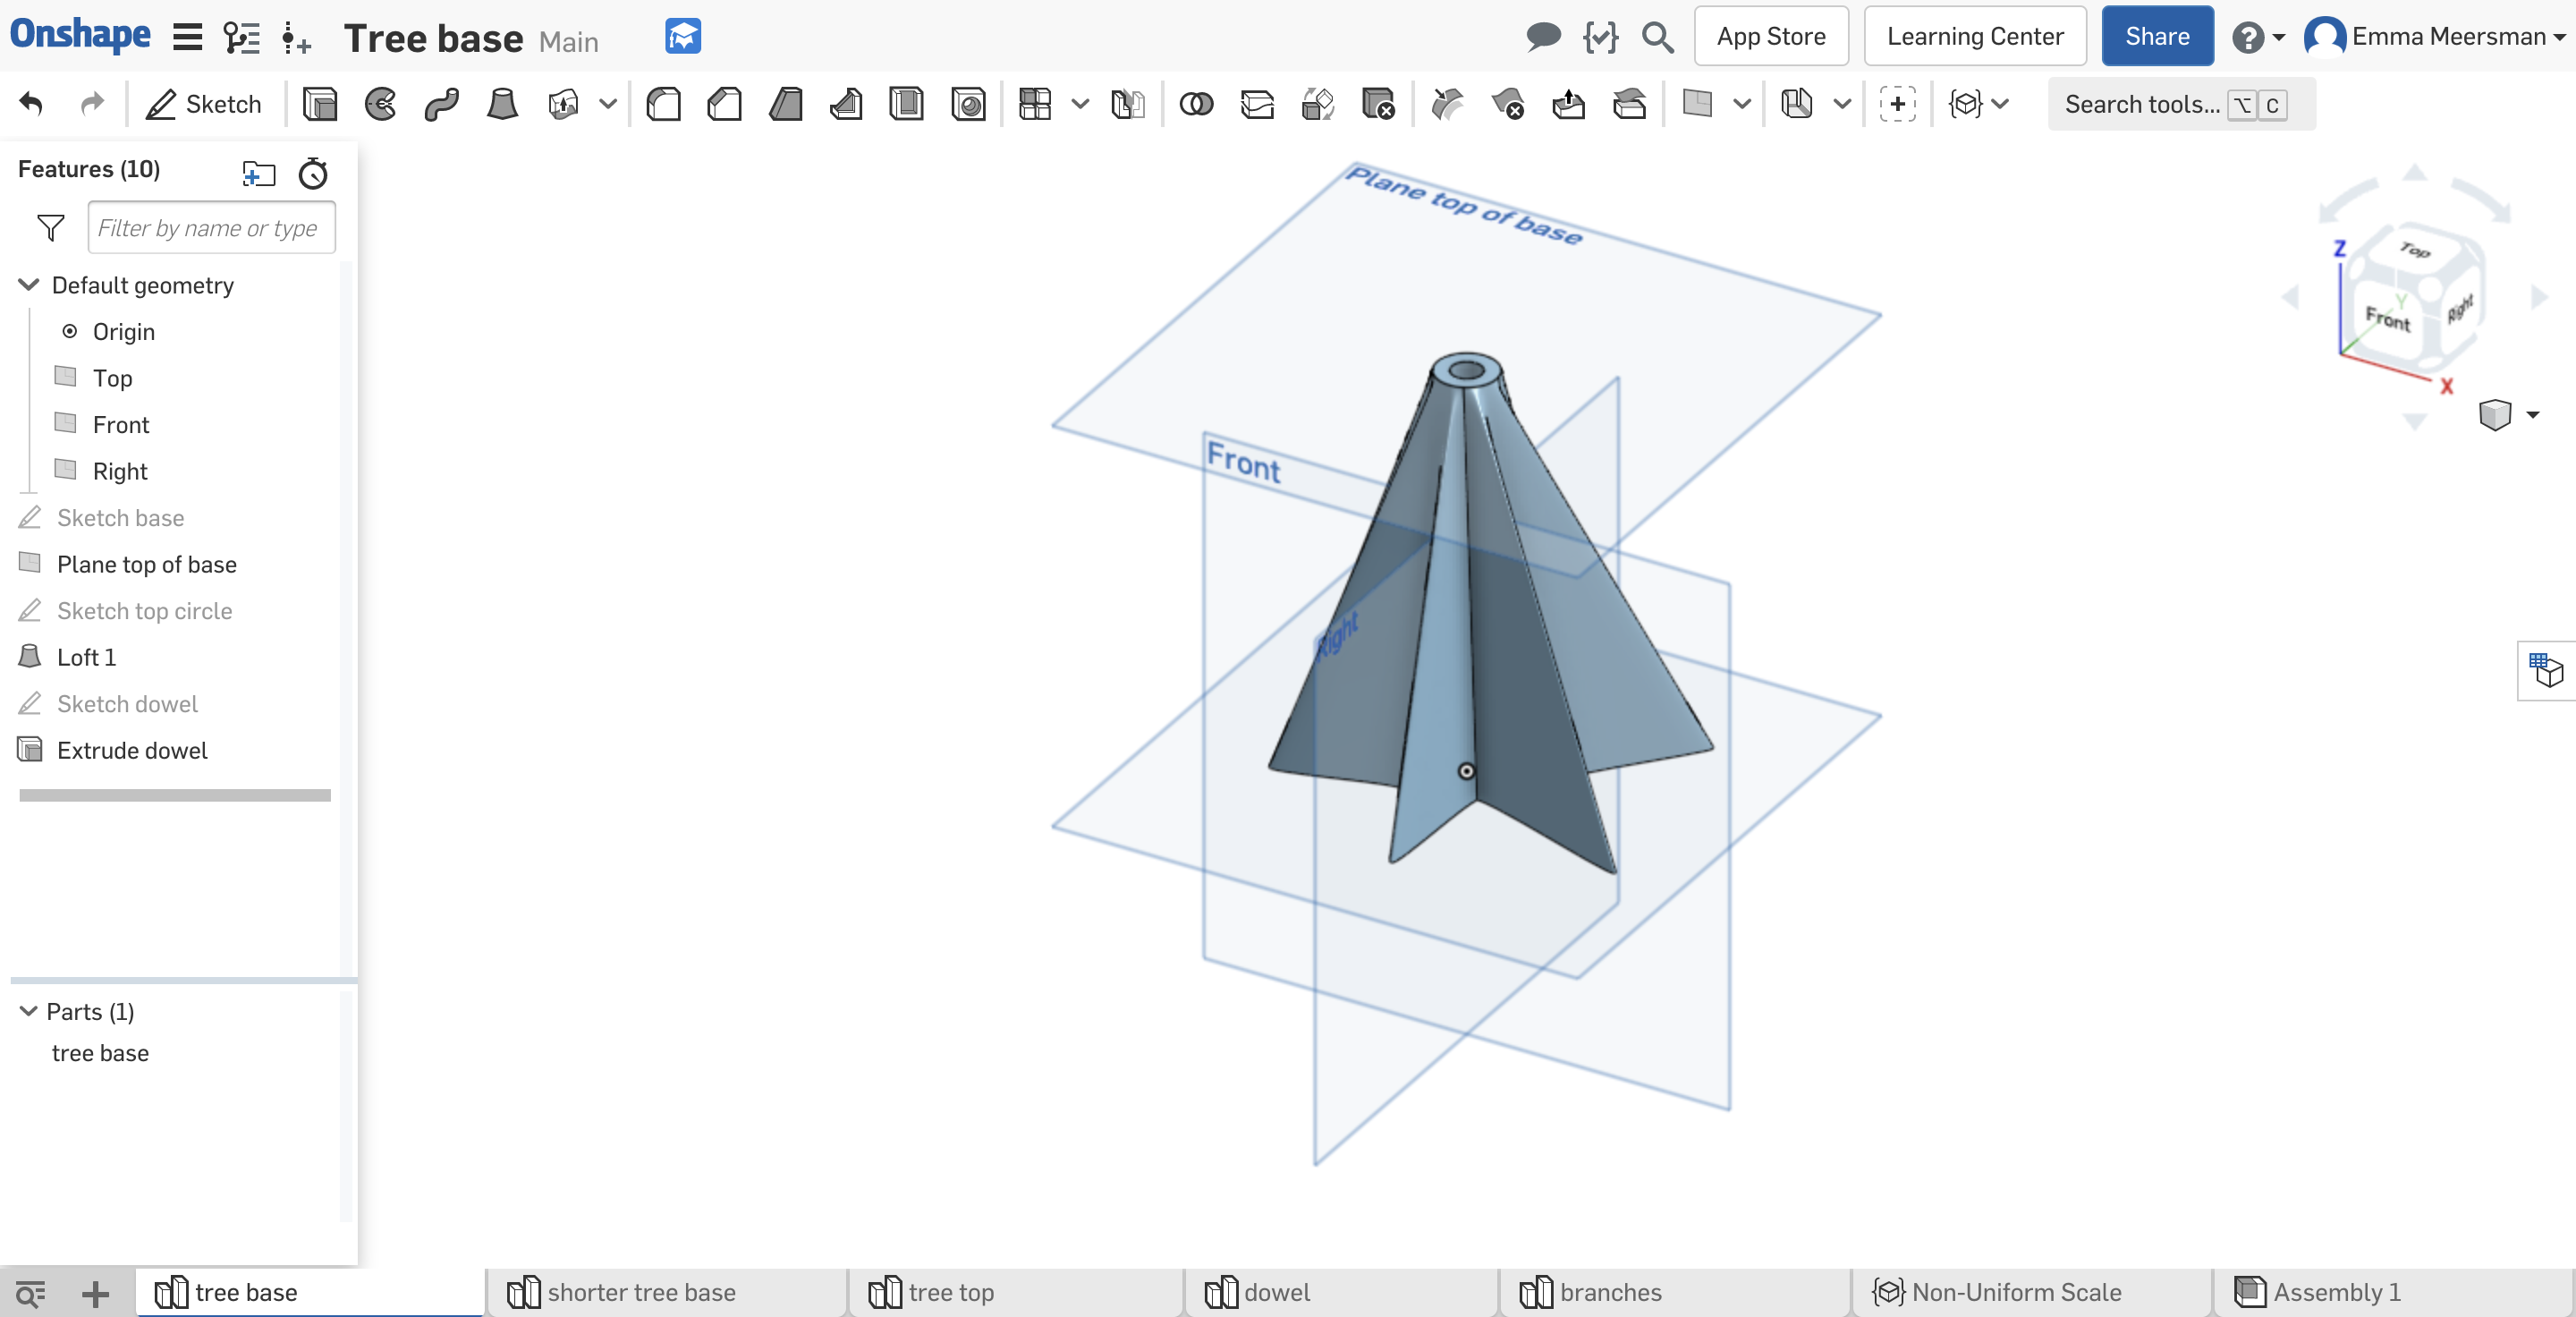 Onshape
Tree base Main
App Store
Learning Center
Share
?
Emma Meersman
Sketch
Search tools... ⌥ C
Features (10)
Filter by name or type
Default geometry
Origin
Top
Front
Right
Sketch base
Plane top of base
Sketch top circle
Loft 1
Sketch dowel
Extrude dowel
Parts (1)
tree base
Plane top of base
Front
Right
Z
Top
Y
Front
Right
X
tree base
shorter tree base
tree top
dowel
branches
Non-Uniform Scale
Assembly 1